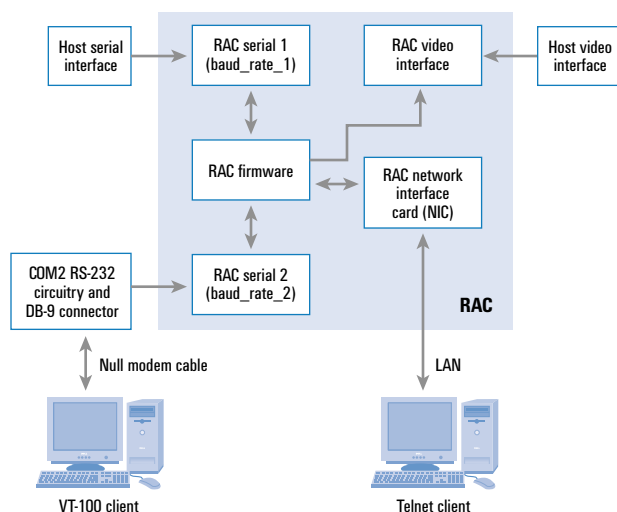 Host serial
interface
RAC serial 1
(baud_rate_1)
RAC video
interface
Host video
interface
RAC firmware
RAC network
interface
card (NIC)
COM2 RS-232
circuitry and
DB-9 connector
RAC serial 2
(baud_rate_2)
RAC
Null modem cable
LAN
VT-100 client
Telnet client